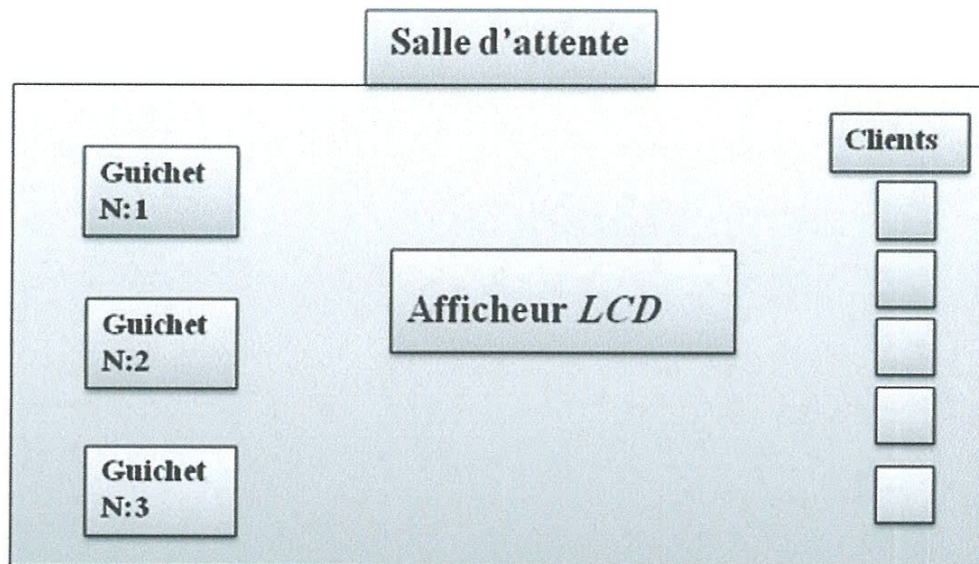 Salle d'attente
Clients
Guichet
N:1
Afficheur LCD
Guichet
N:2
Guichet
N:3